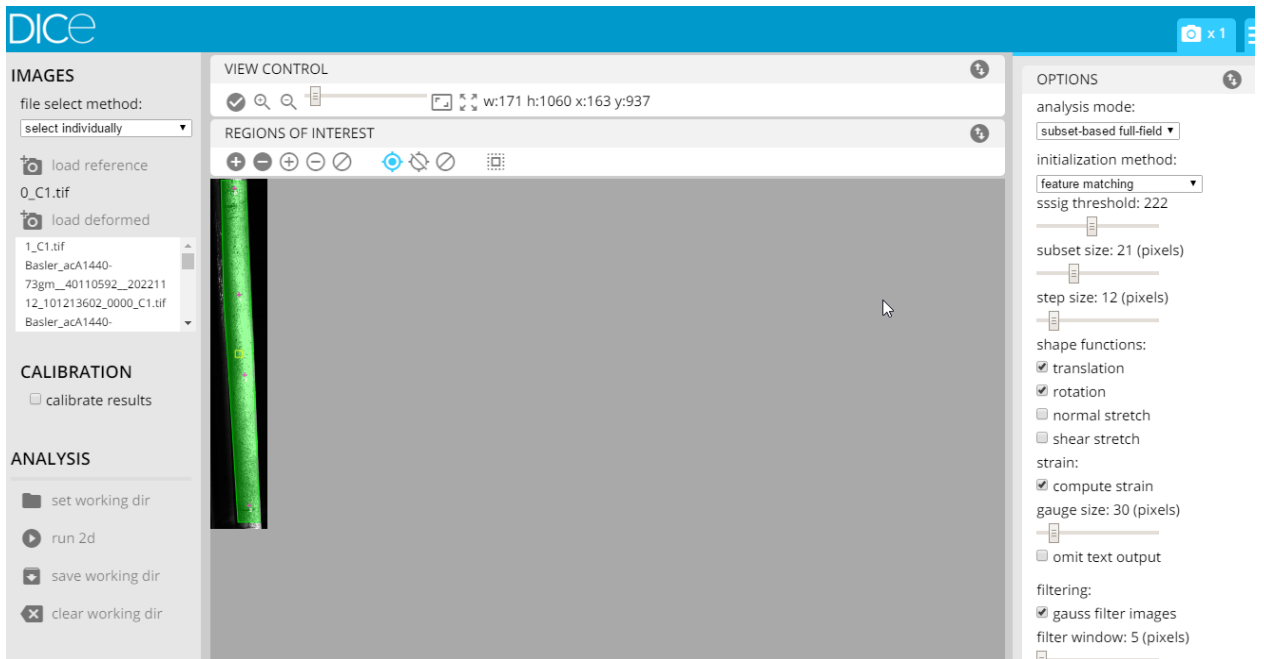 DICe
x 1
IMAGES
file select method:
select individually
load reference
0_C1.tif
load deformed
1_C1.tif
Basler_acA1440-
73gm__40110592__202211
12_101213602_0000_C1.tif
Basler_acA1440-
CALIBRATION
calibrate results
ANALYSIS
set working dir
run 2d
save working dir
clear working dir
VIEW CONTROL
w:171 h:1060 x:163 y:937
REGIONS OF INTEREST
OPTIONS
analysis mode:
subset-based full-field
initialization method:
feature matching
sssig threshold: 222
subset size: 21 (pixels)
step size: 12 (pixels)
shape functions:
translation
rotation
normal stretch
shear stretch
strain:
compute strain
gauge size: 30 (pixels)
omit text output
filtering:
gauss filter images
filter window: 5 (pixels)